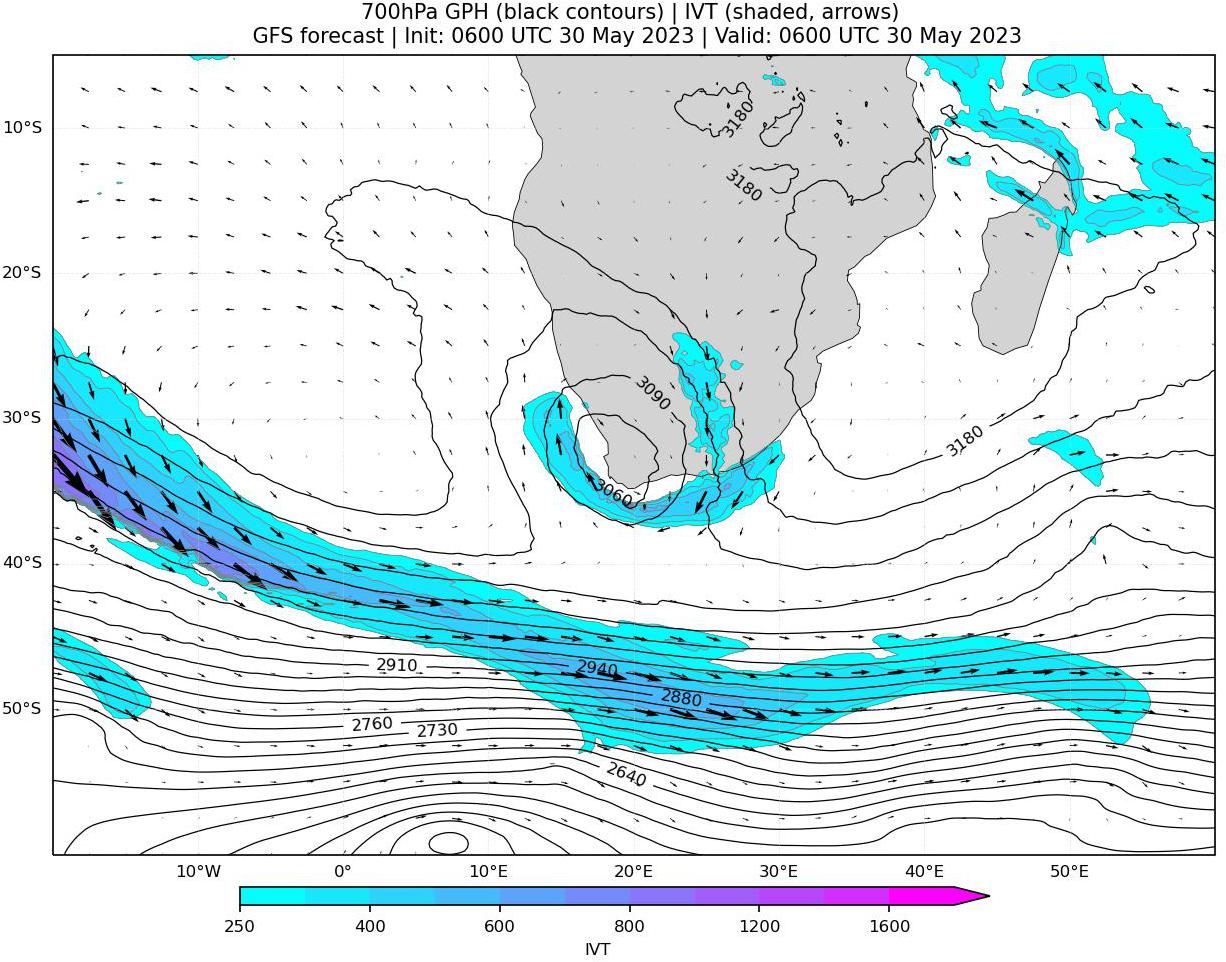 700hPa GPH (black contours) | IVT (shaded, arrows)
GFS forecast | Init: 0600 UTC 30 May 2023 | Valid: 0600 UTC 30 May 2023
3180
10°S
3180
20°S
3090
30°S
3180
3060
40°S
2910
2940
2880
50°S
2760
2730
2640
10°W 0° 10°E 20°E 30°E 40°E 50°E
250 400 600 800 1200 1600
IVT